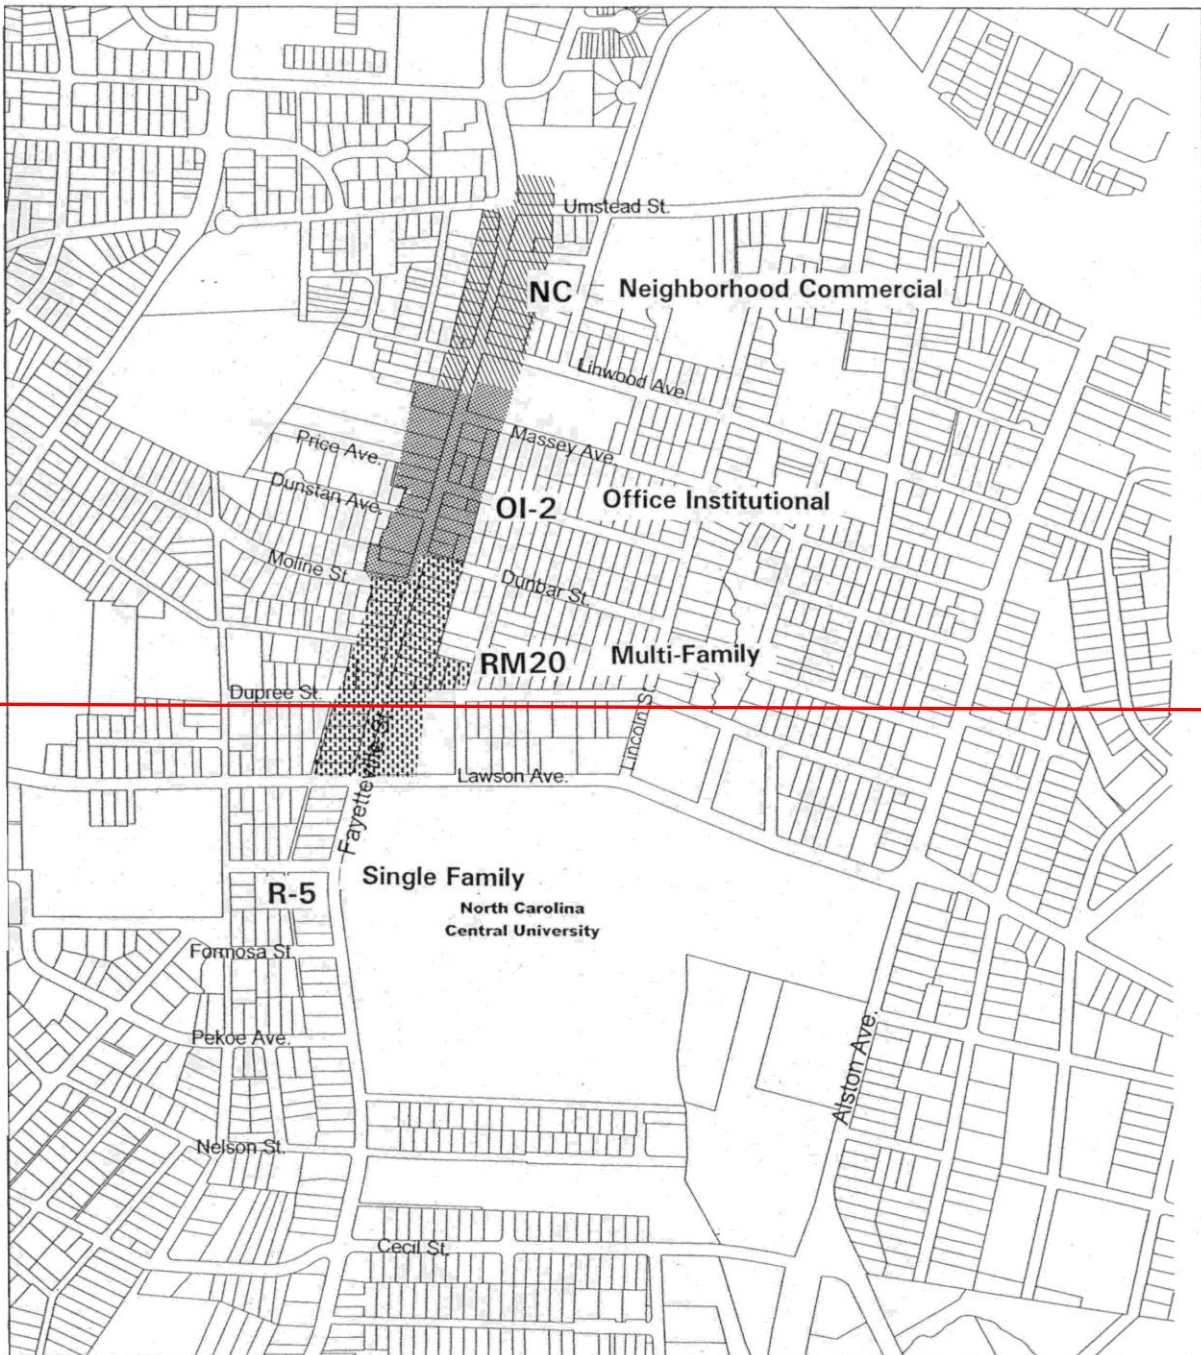 Umstead St.
NC Neighborhood Commercial
Linwood Ave.
Massey Ave.
Price Ave.
Dunstan Ave.
OI-2 Office Institutional
Moline St.
Dunbar St.
RM20 Multi-Family
Dupree St.
Lincoln St.
Fayetteville St.
Lawson Ave.
R-5 Single Family
North Carolina
Central University
Formosa St.
Pekoe Ave.
Alston Ave.
Nelson St.
Cecil St.